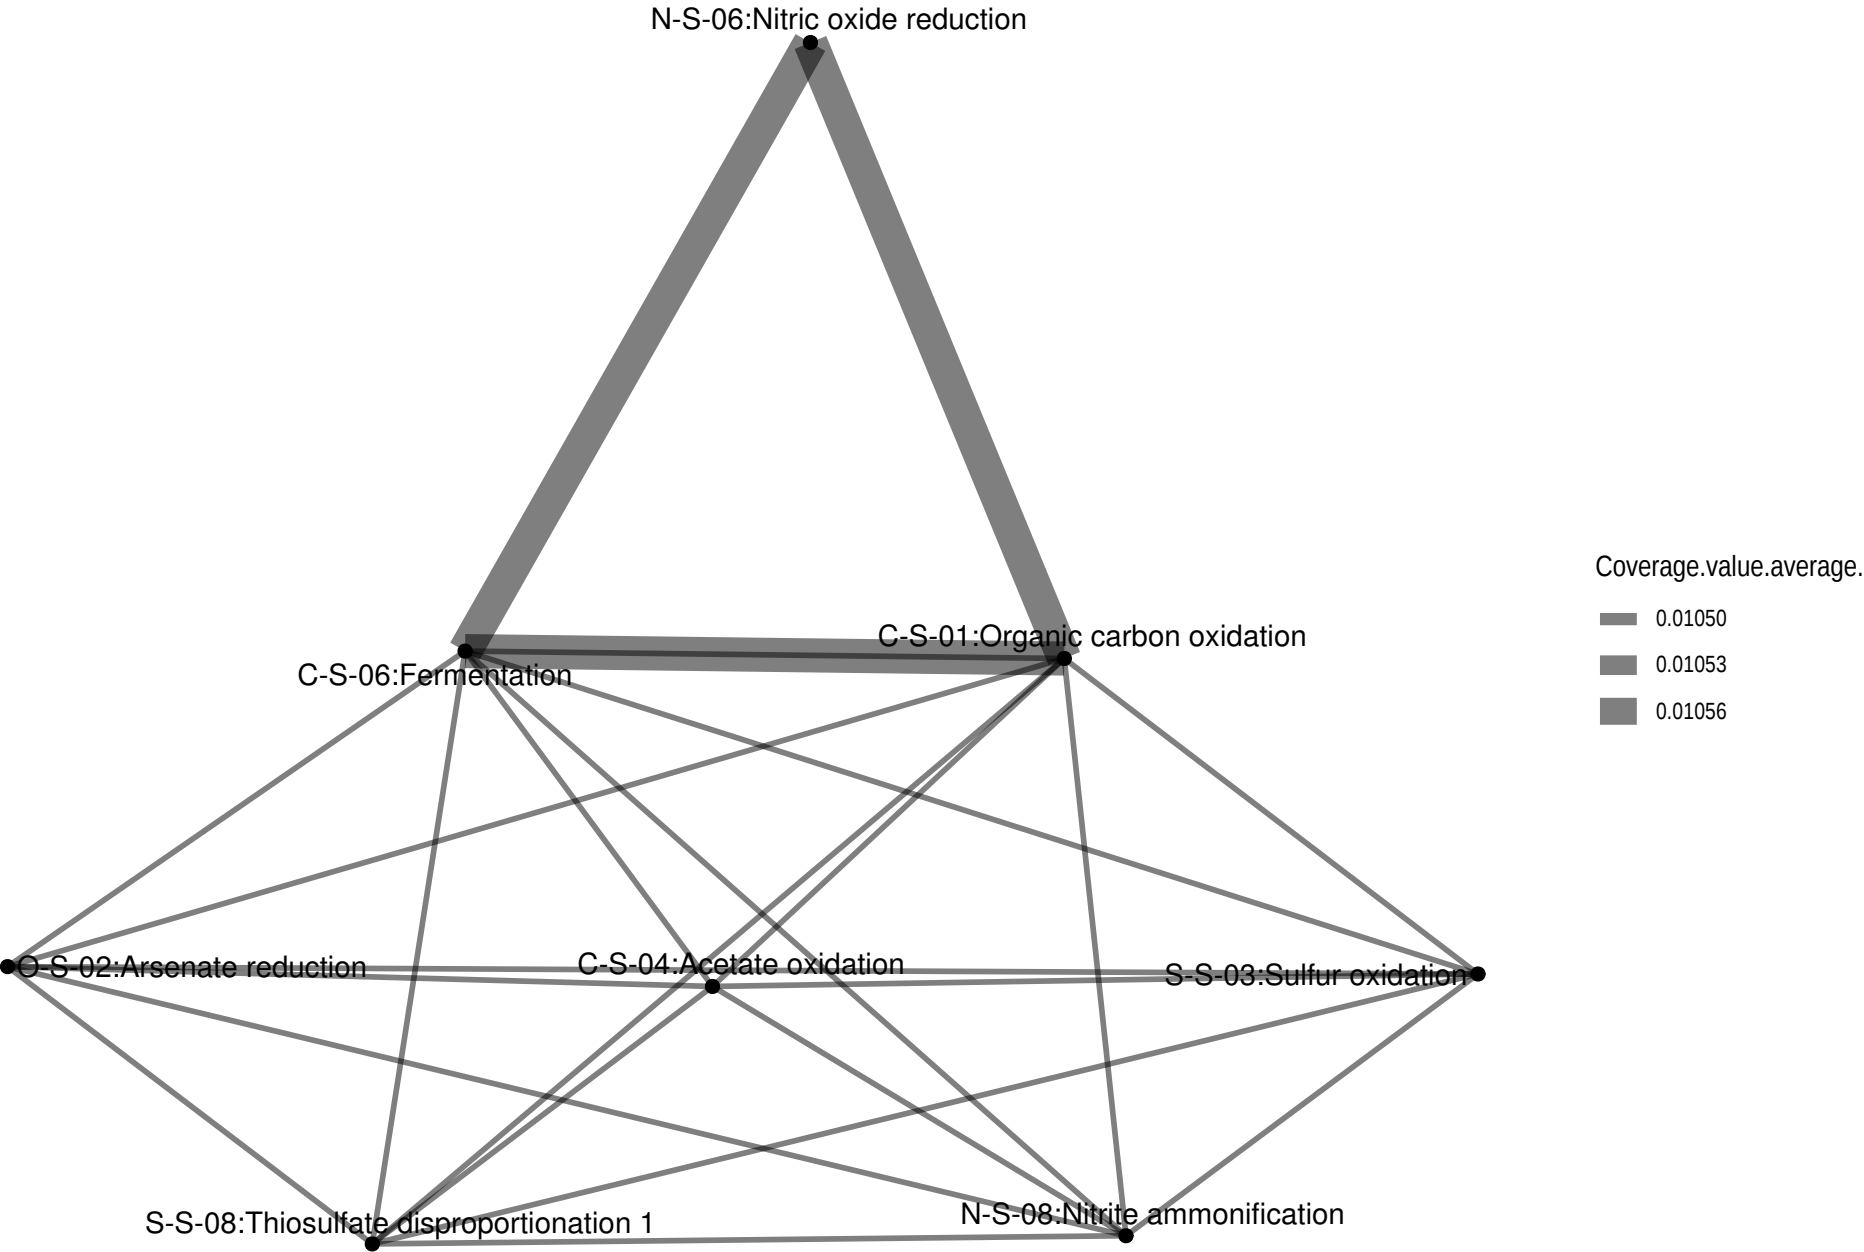 N-S-06:Nitric oxide reduction
C-S-01:Organic carbon oxidation
C-S-06:Fermentation
Coverage.value.average.
0.01050
0.01053
0.01056
O-S-02:Arsenate reduction
C-S-04:Acetate oxidation
S-S-03:Sulfur oxidation
S-S-08:Thiosulfate disproportionation 1
N-S-08:Nitrite ammonification